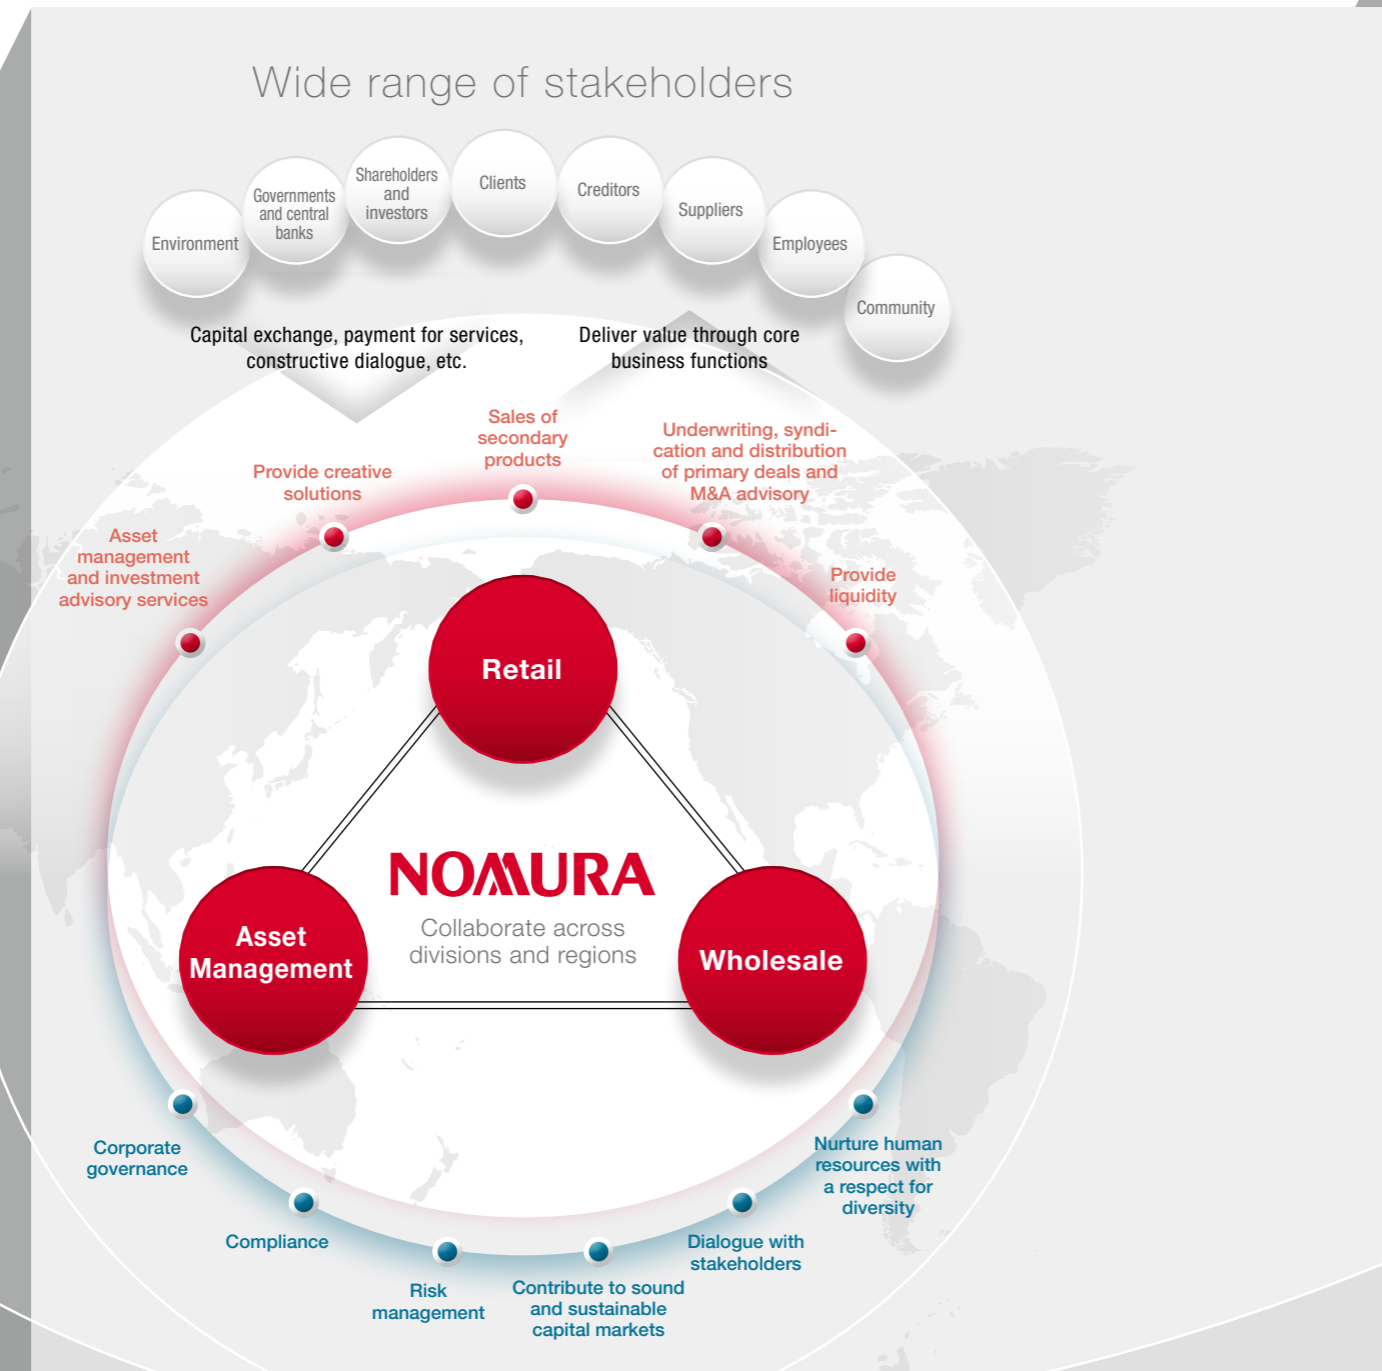 Wide range of stakeholders
Environment
Governments
and central
banks
Shareholders
and
investors
Clients
Creditors
Suppliers
Employees
Community
Capital exchange, payment for services,
constructive dialogue, etc.
Deliver value through core
business functions
Asset
management
and investment
advisory services
Provide creative
solutions
Sales of
secondary
products
Underwriting, syndi-
cation and distribution
of primary deals and
M&A advisory
Provide
liquidity
Retail
NOMURA
Collaborate across
divisions and regions
Asset
Management
Wholesale
Corporate
governance
Compliance
Risk
management
Contribute to sound
and sustainable
capital markets
Dialogue with
stakeholders
Nurture human
resources with
a respect for
diversity